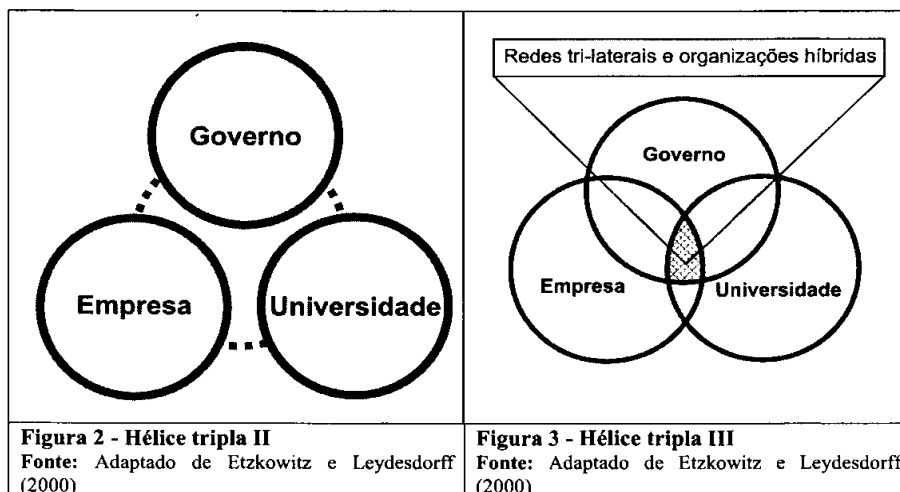 Governo
Empresa
Universidade
Figura 2 - Hélice tripla II
Fonte: Adaptado de Etzkowitz e Leydesdorff
(2000)
Redes tri-laterais e organizações híbridas
Governo
Empresa
Universidade
Figura 3 - Hélice tripla III
Fonte: Adaptado de Etzkowitz e Leydesdorff
(2000)